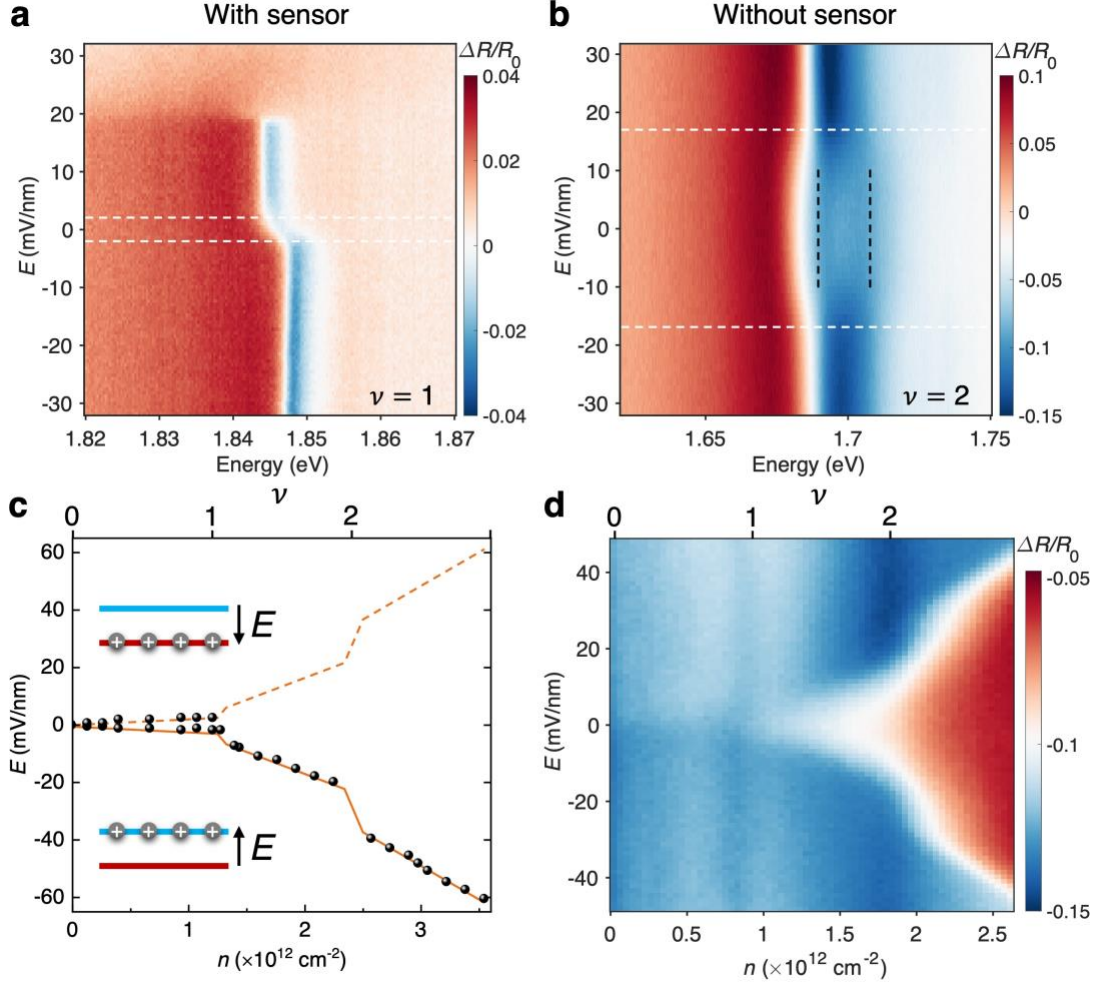 a
With sensor
ΔR/R0
30
20
10
0
-10
-20
-30
E (mV/nm)
0.04
0.02
0
-0.02
-0.04
ν = 1
1.82 1.83 1.84 1.85 1.86 1.87
Energy (eV)
b
Without sensor
ΔR/R0
30
20
10
0
-10
-20
-30
E (mV/nm)
0.1
0.05
0
-0.05
-0.1
-0.15
ν = 2
1.65 1.7 1.75
Energy (eV)
c
ν
0 1 2
60
40
20
0
-20
-40
-60
E (mV/nm)
E
+ + + +
+ + + +
E
0 1 2 3
n (×10^12 cm^-2)
d
ν
0 1 2
ΔR/R0
40
20
0
-20
-40
E (mV/nm)
-0.05
-0.1
-0.15
0 0.5 1 1.5 2 2.5
n (×10^12 cm^-2)